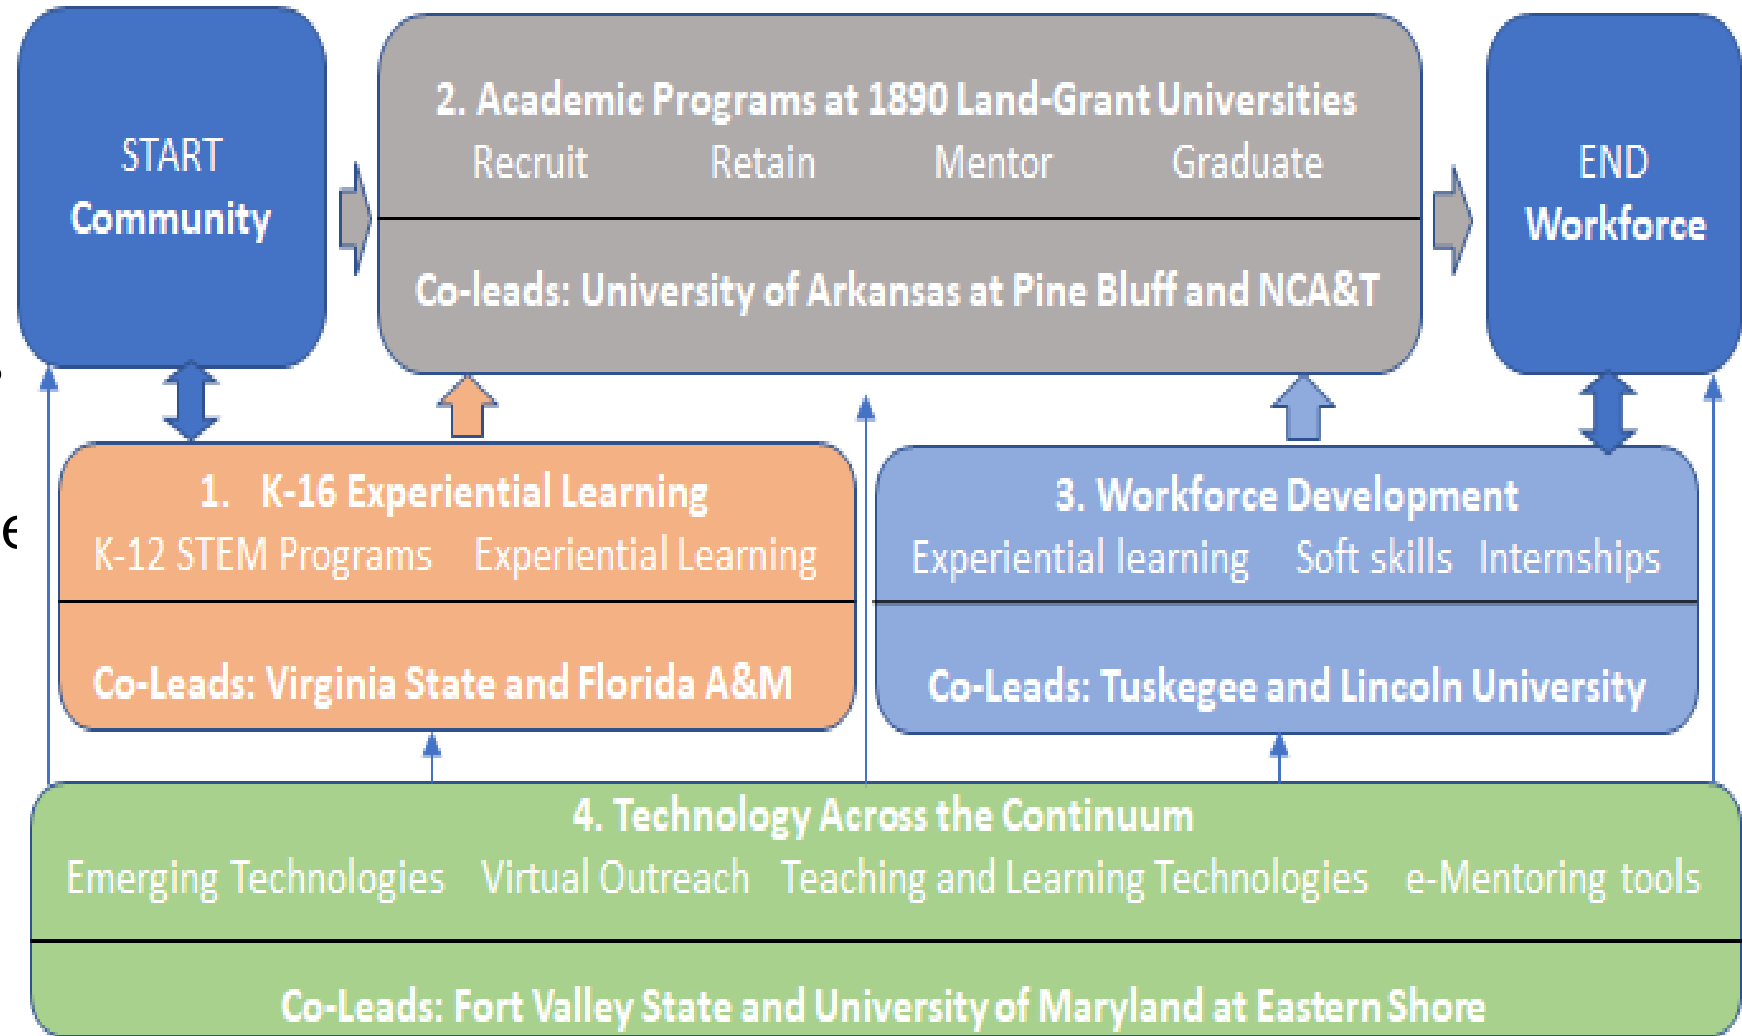 START
Community
2. Academic Programs at 1890 Land-Grant Universities
Recruit Retain Mentor Graduate
Co-leads: University of Arkansas at Pine Bluff and NCA&T
END
Workforce
1. K-16 Experiential Learning
K-12 STEM Programs Experiential Learning
Co-Leads: Virginia State and Florida A&M
3. Workforce Development
Experiential learning Soft skills Internships
Co-Leads: Tuskegee and Lincoln University
4. Technology Across the Continuum
Emerging Technologies Virtual Outreach Teaching and Learning Technologies e-Mentoring tools
Co-Leads: Fort Valley State and University of Maryland at Eastern Shore